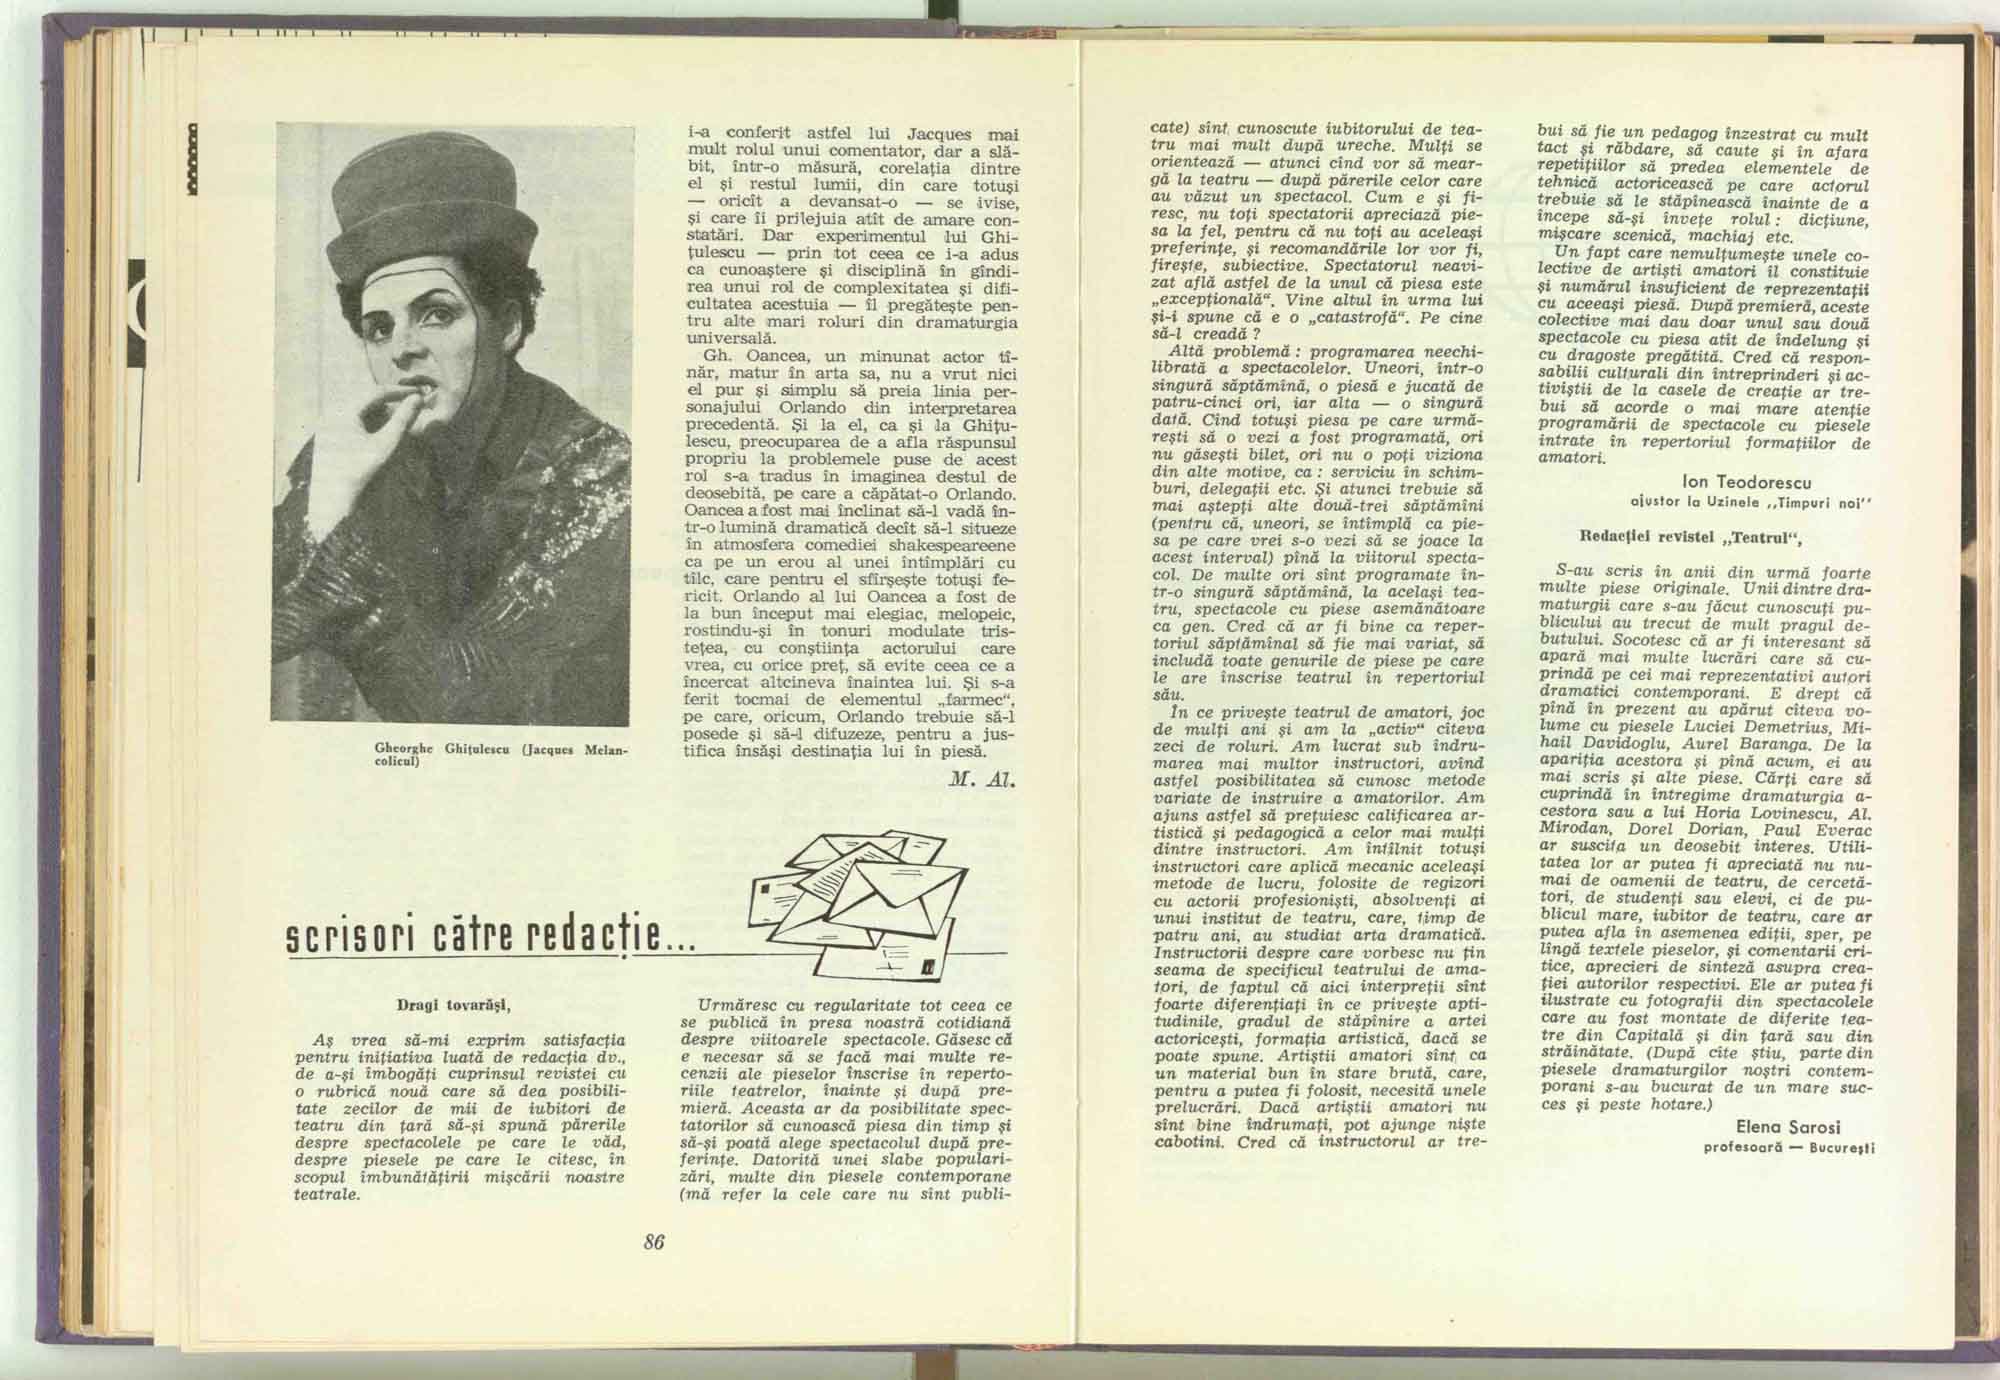 i-a conferit astfel lui Jacques mai
mult rolul unui comentator, dar a slă-
bit, într-o măsură, corelația dintre
el și restul lumii, din care totuși
— oricît a devansat-o — se ivise,
și care îi prilejuia atît de amare con-
statări. Dar experimentul lui Ghi-
țulescu — prin tot ceea ce i-a adus
ca cunoaștere și disciplină în gîndi-
rea unui rol de complexitatea și difi-
cultatea acestuia — îl pregătește pen-
tru alte mari roluri din dramaturgia
universală.
Gh. Oancea, un minunat actor tî-
năr, matur în arta sa, nu a vrut nici
el pur și simplu să preia linia per-
sonajului Orlando din interpretarea
precedentă. Și la el, ca și la Ghițu-
lescu, preocuparea de a afla răspunsul
propriu la problemele puse de acest
rol s-a tradus în imaginea destul de
deosebită, pe care a căpătat-o Orlando.
Oancea a fost mai înclinat să-l vadă în-
tr-o lumină dramatică decît să-l situeze
în atmosfera comediei shakespeareene
ca pe un erou al unei întîmplări cu
tîlc, care pentru el sfîrșește totuși fe-
ricit. Orlando al lui Oancea a fost de
la bun început mai elegiac, melopeic,
rostindu-și în tonuri modulate tris-
tețea, cu conștiința actorului care
vrea, cu orice preț, să evite ceea ce a
încercat altcineva înaintea lui. Și s-a
ferit tocmai de elementul „farmec“,
pe care, oricum, Orlando trebuie să-l
posede și să-l difuzeze, pentru a jus-
tifica însăși destinația lui în piesă.
M. Al.
Gheorghe Ghițulescu (Jacques Melan-
colicul)
scrisori către redacție...
Dragi tovarăși,
Aș vrea să-mi exprim satisfacția
pentru inițiativa luată de redacția dv.,
de a-și îmbogăți cuprinsul revistei cu
o rubrică nouă care să dea posibili-
tate zecilor de mii de iubitori de
teatru din țară să-și spună părerile
despre spectacolele pe care le văd,
despre piesele pe care le citesc, în
scopul îmbunătățirii mișcării noastre
teatrale.
Urmăresc cu regularitate tot ceea ce
se publică în presa noastră cotidiană
despre viitoarele spectacole. Găsesc că
e necesar să se facă mai multe re-
cenzii ale pieselor înscrise în reperto-
riile teatrelor, înainte și după pre-
mieră. Aceasta ar da posibilitate spec-
tatorilor să cunoască piesa din timp și
să-și poată alege spectacolul după pre-
ferințe. Datorită unei slabe populari-
zări, multe din piesele contemporane
(mă refer la cele care nu sînt publi-
86
cate) sînt cunoscute iubitorului de tea-
tru mai mult după ureche. Mulți se
orientează — atunci cînd vor să mear-
gă la teatru — după părerile celor care
au văzut un spectacol. Cum e și fi-
resc, nu toți spectatorii apreciază pie-
sa la fel, pentru că nu toți au aceleași
preferințe, și recomandările lor vor fi,
firește, subiective. Spectatorul neavi-
zat află astfel de la unul că piesa este
„excepțională“. Vine altul în urma lui
și-i spune că e o „catastrofă“. Pe cine
să-l creadă ?
Altă problemă : programarea neechi-
librată a spectacolelor. Uneori, într-o
singură săptămînă, o piesă e jucată de
patru-cinci ori, iar alta — o singură
dată. Cînd totuși piesa pe care urmă-
rești să o vezi a fost programată, ori
nu găsești bilet, ori nu o poți viziona
din alte motive, ca : serviciu în schim-
buri, delegații etc. Și atunci trebuie să
mai aștepți alte două-trei săptămîni
(pentru că, uneori, se întîmplă ca pie-
sa pe care vrei s-o vezi să se joace la
acest interval) pînă la viitorul specta-
col. De multe ori sînt programate în-
tr-o singură săptămînă, la același tea-
tru, spectacole cu piese asemănătoare
ca gen. Cred că ar fi bine ca reper-
toriul săptămînal să fie mai variat, să
includă toate genurile de piese pe care
le are înscrise teatrul în repertoriul
său.
În ce privește teatrul de amatori, joc
de mulți ani și am la „activ“ cîteva
zeci de roluri. Am lucrat sub îndru-
marea mai multor instructori, avînd
astfel posibilitatea să cunosc metode
variate de instruire a amatorilor. Am
ajuns astfel să prețuiesc calificarea ar-
tistică și pedagogică a celor mai mulți
dintre instructori. Am întîlnit totuși
instructori care aplică mecanic aceleași
metode de lucru, folosite de regizori
cu actorii profesioniști, absolvenți ai
unui institut de teatru, care, timp de
patru ani, au studiat arta dramatică.
Instructorii despre care vorbesc nu țin
seama de specificul teatrului de ama-
tori, de faptul că aici interpreții sînt
foarte diferențiați în ce privește apti-
tudinile, gradul de stăpînire a artei
actoricești, formația artistică, dacă se
poate spune. Artiștii amatori sînt ca
un material bun în stare brută, care,
pentru a putea fi folosit, necesită unele
prelucrări. Dacă artiștii amatori nu
sînt bine îndrumați, pot ajunge niște
cabotini. Cred că instructorul ar tre-
bui să fie un pedagog înzestrat cu mult
tact și răbdare, să caute și în afara
repetițiilor să predea elementele de
tehnică actoricească pe care actorul
trebuie să le stăpînească înainte de a
începe să-și învețe rolul : dicțiune,
mișcare scenică, machiaj etc.
Un fapt care nemulțumește unele co-
lective de artiști amatori îl constituie
și numărul insuficient de reprezentații
cu aceeași piesă. După premieră, aceste
colective mai dau doar unul sau două
spectacole cu piesa atît de îndelung și
cu dragoste pregătită. Cred că respon-
sabilii culturali din întreprinderi și ac-
tiviștii de la casele de creație ar tre-
bui să acorde o mai mare atenție
programării de spectacole cu piesele
intrate în repertoriul formațiilor de
amatori.
Ion Teodorescu
ajustor la Uzinele „Timpuri noi“
Redacției revistei „Teatrul“,
S-au scris în anii din urmă foarte
multe piese originale. Unii dintre dra-
maturgii care s-au făcut cunoscuți pu-
blicului au trecut de mult pragul de-
butului. Socotesc că ar fi interesant să
apară mai multe lucrări care să cu-
prindă pe cei mai reprezentativi autori
dramatici contemporani. E drept că
pînă în prezent au apărut cîteva vo-
lume cu piesele Luciei Demetrius, Mi-
hail Davidoglu, Aurel Baranga. De la
apariția acestora și pînă acum, ei au
mai scris și alte piese. Cărți care să
cuprindă în întregime dramaturgia a-
cestora sau a lui Horia Lovinescu, Al.
Mirodan, Dorel Dorian, Paul Everac
ar suscita un deosebit interes. Utili-
tatea lor ar putea fi apreciată nu nu-
mai de oamenii de teatru, de cercetă-
tori, de studenți sau elevi, ci de pu-
blicul mare, iubitor de teatru, care ar
putea afla în asemenea ediții, sper, pe
lîngă textele pieselor, și comentarii cri-
tice, aprecieri de sinteză asupra crea-
ției autorilor respectivi. Ele ar putea fi
ilustrate cu fotografii din spectacolele
care au fost montate de diferite tea-
tre din Capitală și din țară sau din
străinătate. (După cîte știu, parte din
piesele dramaturgilor noștri contem-
porani s-au bucurat de un mare suc-
ces și peste hotare.)
Elena Sarosi
profesoară — București